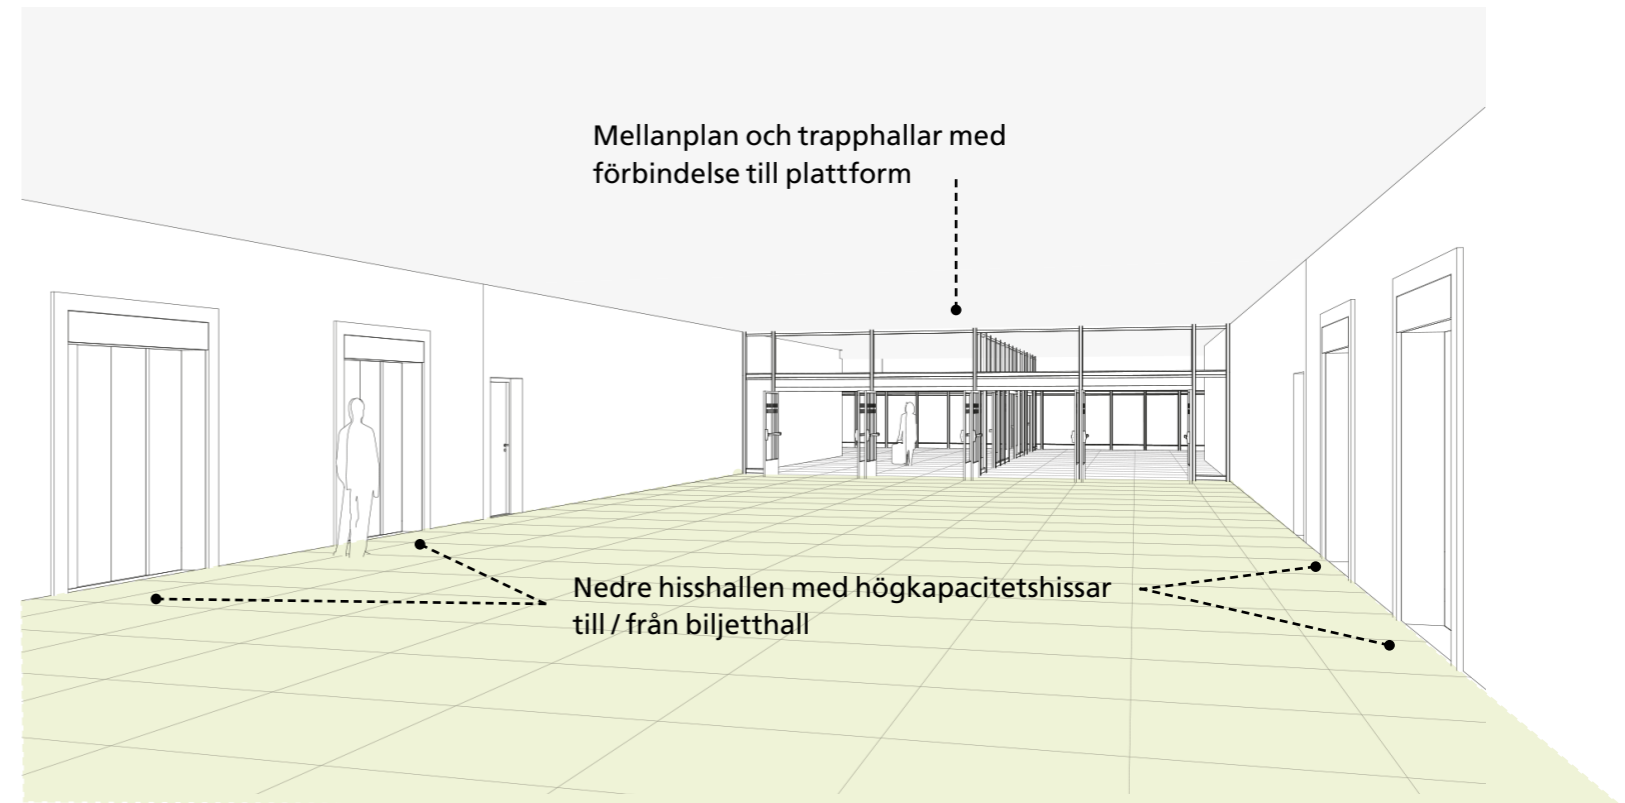 Mellanplan och trapphallar med
förbindelse till plattform
Nedre hisshallen med högkapacitetshissar
till / från biljetthall